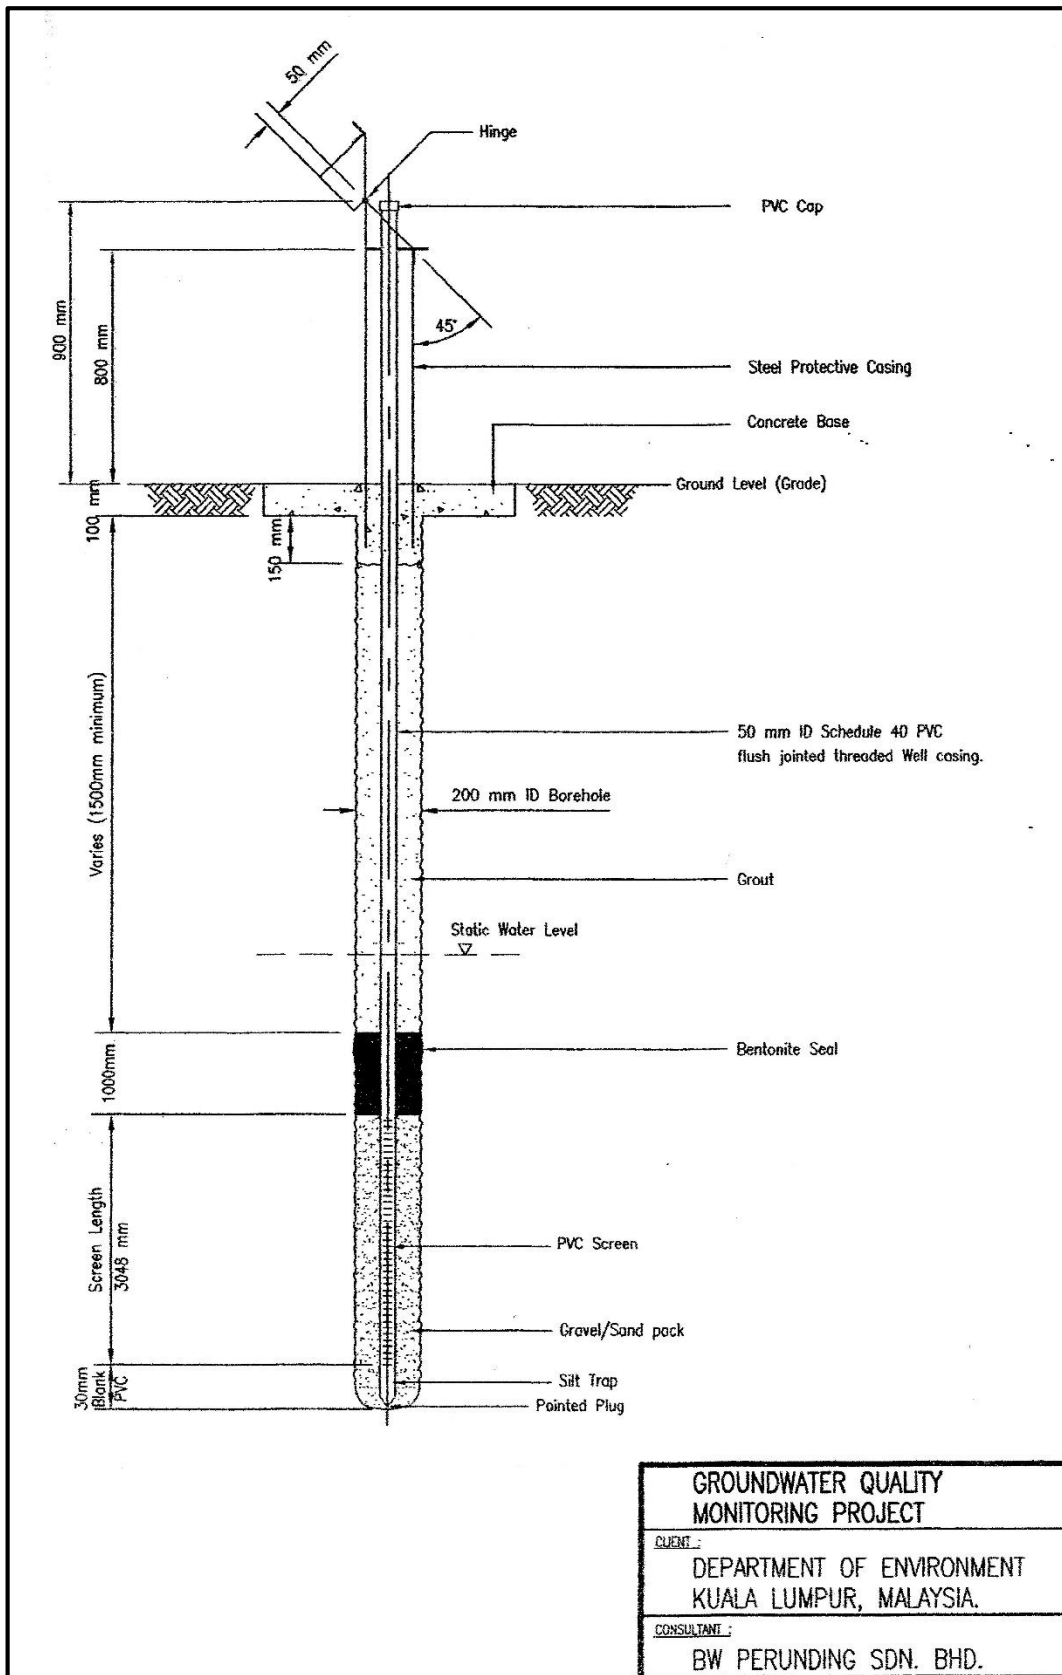 50 mm
Hinge
PVC Cap
900 mm
800 mm
45°
Steel Protective Casing
Concrete Base
Ground Level (Grade)
100 mm
150 mm
Varies (1500mm minimum)
50 mm ID Schedule 40 PVC
flush jointed threaded Well casing.
200 mm ID Borehole
Grout
Static Water Level
1000mm
Bentonite Seal
Screen Length
3048 mm
PVC Screen
Gravel/Sand pack
30mm
Blank
PVC
Silt Trap
Pointed Plug
GROUNDWATER QUALITY
MONITORING PROJECT
CLIENT :
DEPARTMENT OF ENVIRONMENT
KUALA LUMPUR, MALAYSIA.
CONSULTANT :
BW PERUNDING SDN. BHD.